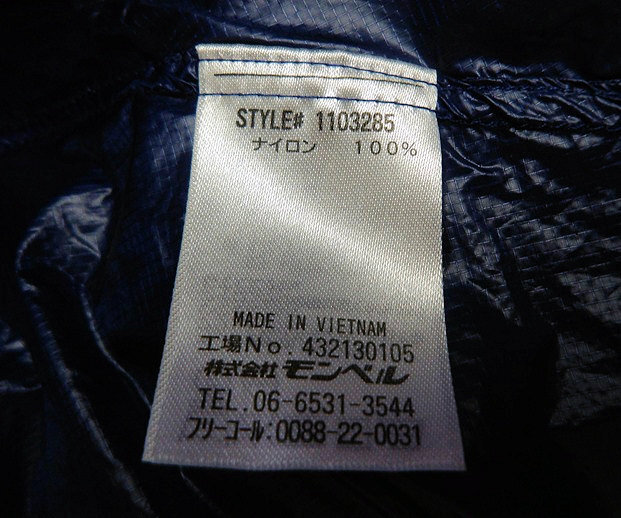 STYLE# 1103285
ナイロン 100%
MADE IN VIETNAM
工場No 432130105
株式会社 モンベル
TEL. 06-6531-3544
フリーコール:0088-22-0031